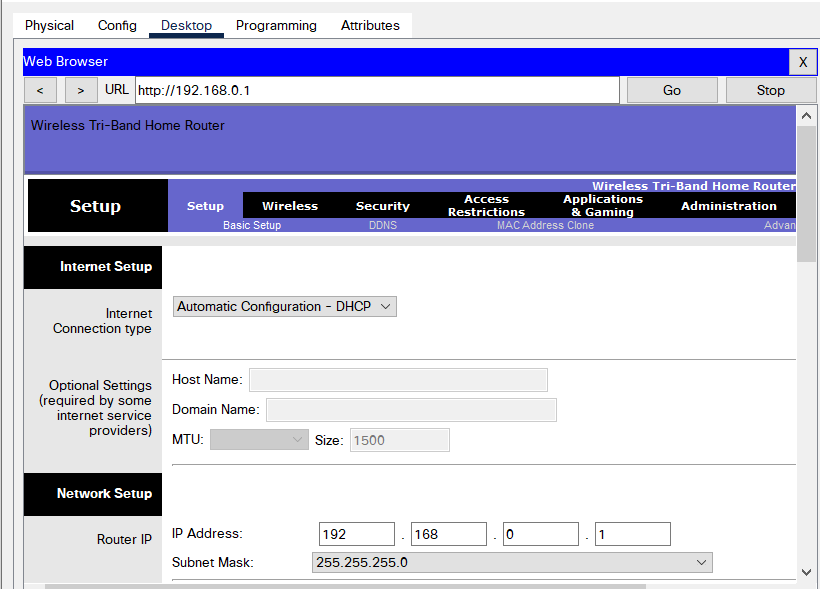 Physical Config Desktop Programming Attributes
Web Browser X
< > URL http://192.168.0.1 Go Stop
Wireless Tri-Band Home Router
Wireless Tri-Band Home Router
Setup
Setup Wireless Security Access Restrictions Applications & Gaming Administration
Basic Setup DDNS MAC Address Clone Advan
Internet Setup
Internet Connection type
Automatic Configuration - DHCP
Optional Settings
(required by some
internet service
providers)
Host Name:
Domain Name:
MTU: Size: 1500
Network Setup
Router IP
IP Address: 192 . 168 . 0 . 1
Subnet Mask: 255.255.255.0